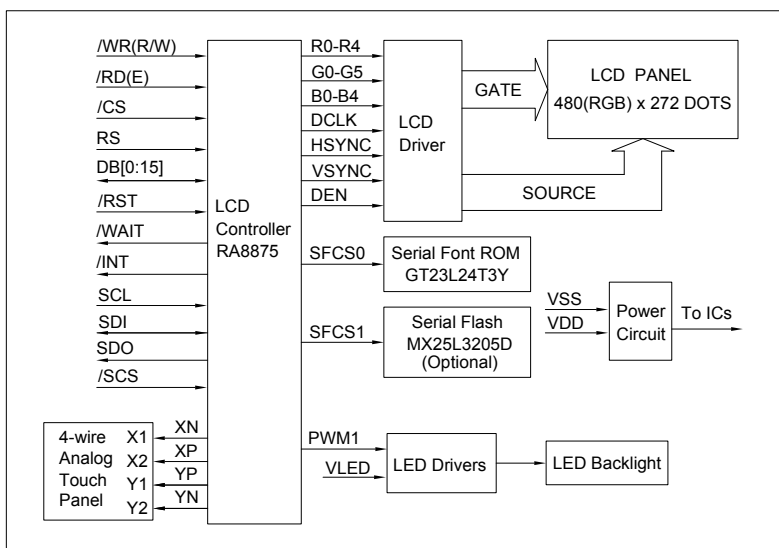 /WR(R/W)
/RD(E)
/CS
RS
DB[0:15]
/RST
/WAIT
/INT
SCL
SDI
SDO
/SCS
4-wire
Analog
Touch
Panel
X1
X2
Y1
Y2
XN
XP
YP
YN
LCD
Controller
RA8875
R0-R4
G0-G5
B0-B4
DCLK
HSYNC
VSYNC
DEN
LCD
Driver
GATE
SOURCE
LCD PANEL
480(RGB) x 272 DOTS
SFCS0
Serial Font ROM
GT23L24T3Y
SFCS1
Serial Flash
MX25L3205D
(Optional)
VSS
VDD
Power
Circuit
To ICs
PWM1
VLED
LED Drivers
LED Backlight